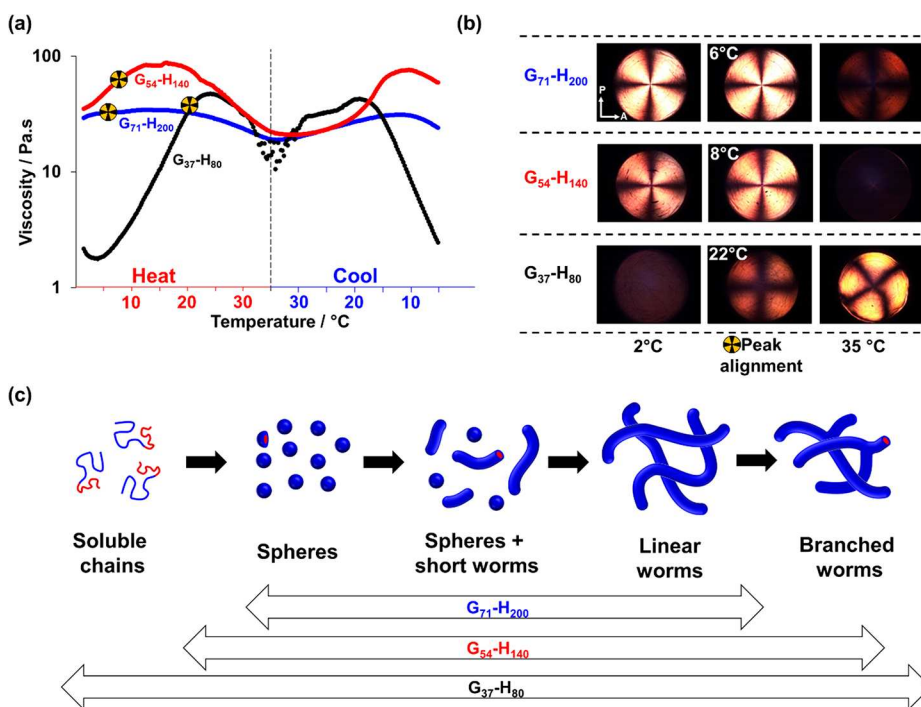 (a)
100
10
1
Viscosity / Pa.s
G54-H140
G71-H200
G37-H80
Heat
Cool
10 20 30 30 20 10
Temperature / °C
(b)
G71-H200
P
A
6°C
G54-H140
8°C
G37-H80
22°C
2°C
Peak
alignment
35 °C
(c)
Soluble
chains
Spheres
Spheres +
short worms
Linear
worms
Branched
worms
G71-H200
G54-H140
G37-H80